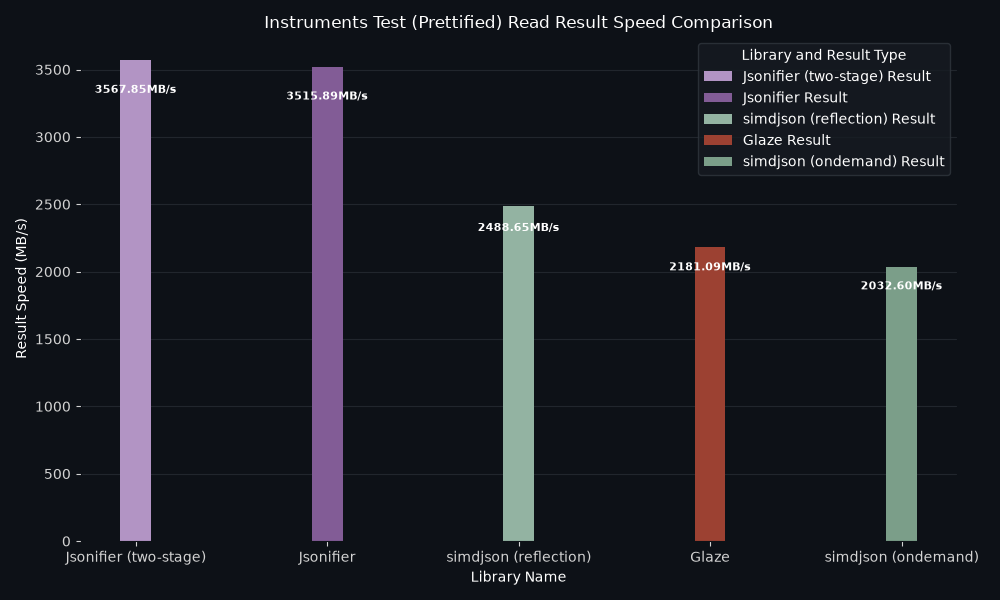 Instruments Test (Prettified) Read Result Speed Comparison
Library and Result Type
Jsonifier (two-stage) Result
Jsonifier Result
simdjson (reflection) Result
Glaze Result
simdjson (ondemand) Result
Result Speed (MB/s)
3500
3000
2500
2000
1500
1000
500
0
3567.85MB/s
3515.89MB/s
2488.65MB/s
2181.09MB/s
2032.60MB/s
Jsonifier (two-stage)
Jsonifier
simdjson (reflection)
Glaze
simdjson (ondemand)
Library Name